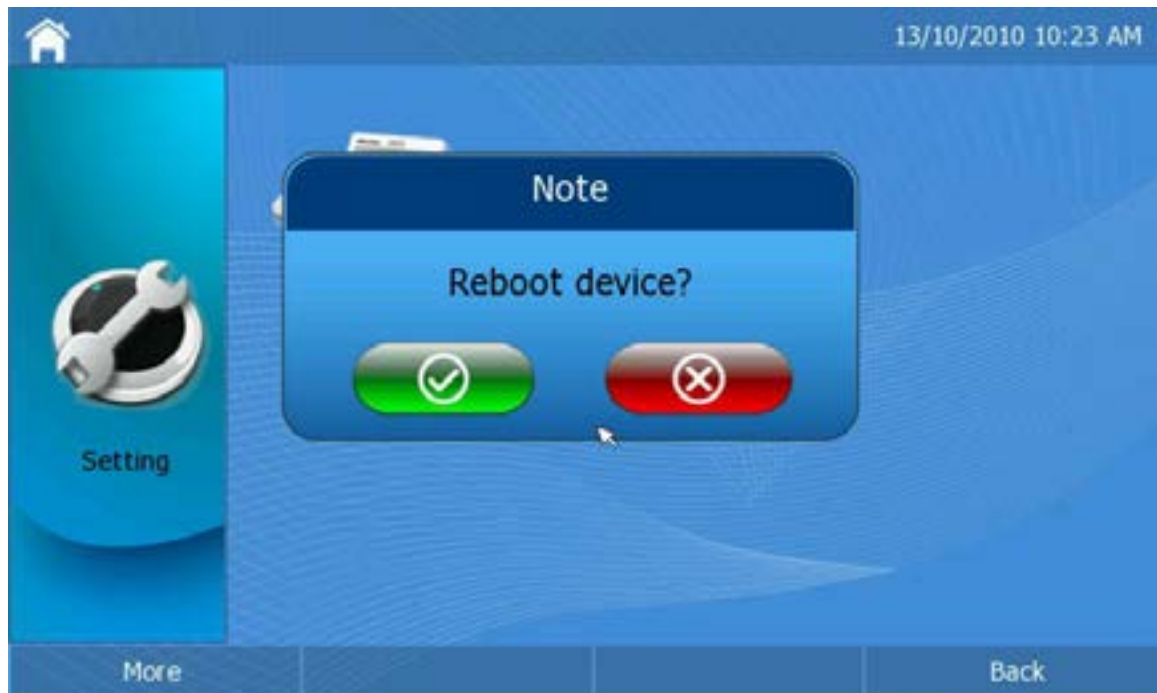 13/10/2010 10:23 AM
Note
Reboot device?
Setting
More
Back